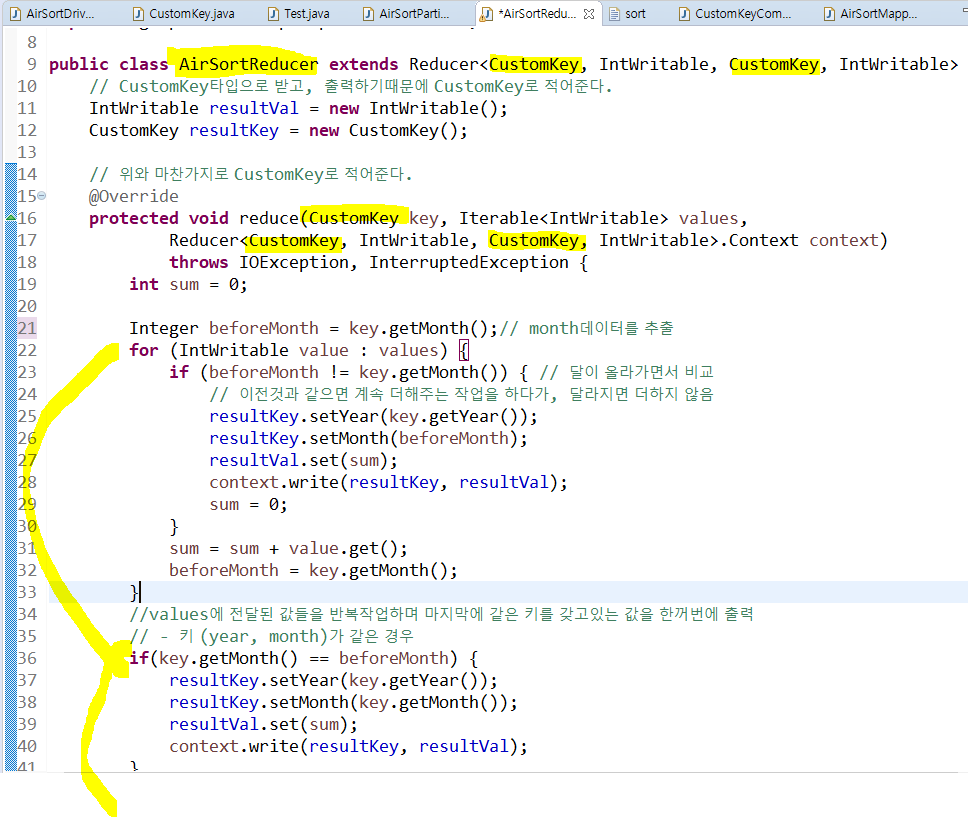 AirSortDriv... CustomKey.java Test.java AirSortParti... *AirSortRedu... sort CustomKeyCom... AirSortMapp...
8
9 public class AirSortReducer extends Reducer<CustomKey, IntWritable, CustomKey, IntWritable>
10 // CustomKey타입으로 받고, 출력하기때문에 CustomKey로 적어준다.
11 IntWritable resultVal = new IntWritable();
12 CustomKey resultKey = new CustomKey();
13
14 // 위와 마찬가지로 CustomKey로 적어준다.
15 @Override
16 protected void reduce(CustomKey key, Iterable<IntWritable> values,
17 Reducer<CustomKey, IntWritable, CustomKey, IntWritable>.Context context)
18 throws IOException, InterruptedException {
19 int sum = 0;
20
21 Integer beforeMonth = key.getMonth();// month데이터를 추출
22 for (IntWritable value : values) {
23 if (beforeMonth != key.getMonth()) { // 달이 올라가면서 비교
24 // 이전것과 같으면 계속 더해주는 작업을 하다가, 달라지면 더하지 않음
25 resultKey.setYear(key.getYear());
26 resultKey.setMonth(beforeMonth);
27 resultVal.set(sum);
28 context.write(resultKey, resultVal);
29 sum = 0;
30 }
31 sum = sum + value.get();
32 beforeMonth = key.getMonth();
33 }
34 //values에 전달된 값들을 반복작업하며 마지막에 같은 키를 갖고있는 값을 한꺼번에 출력
35 // - 키 (year, month)가 같은 경우
36 if(key.getMonth() == beforeMonth) {
37 resultKey.setYear(key.getYear());
38 resultKey.setMonth(key.getMonth());
39 resultVal.set(sum);
40 context.write(resultKey, resultVal);
41 }